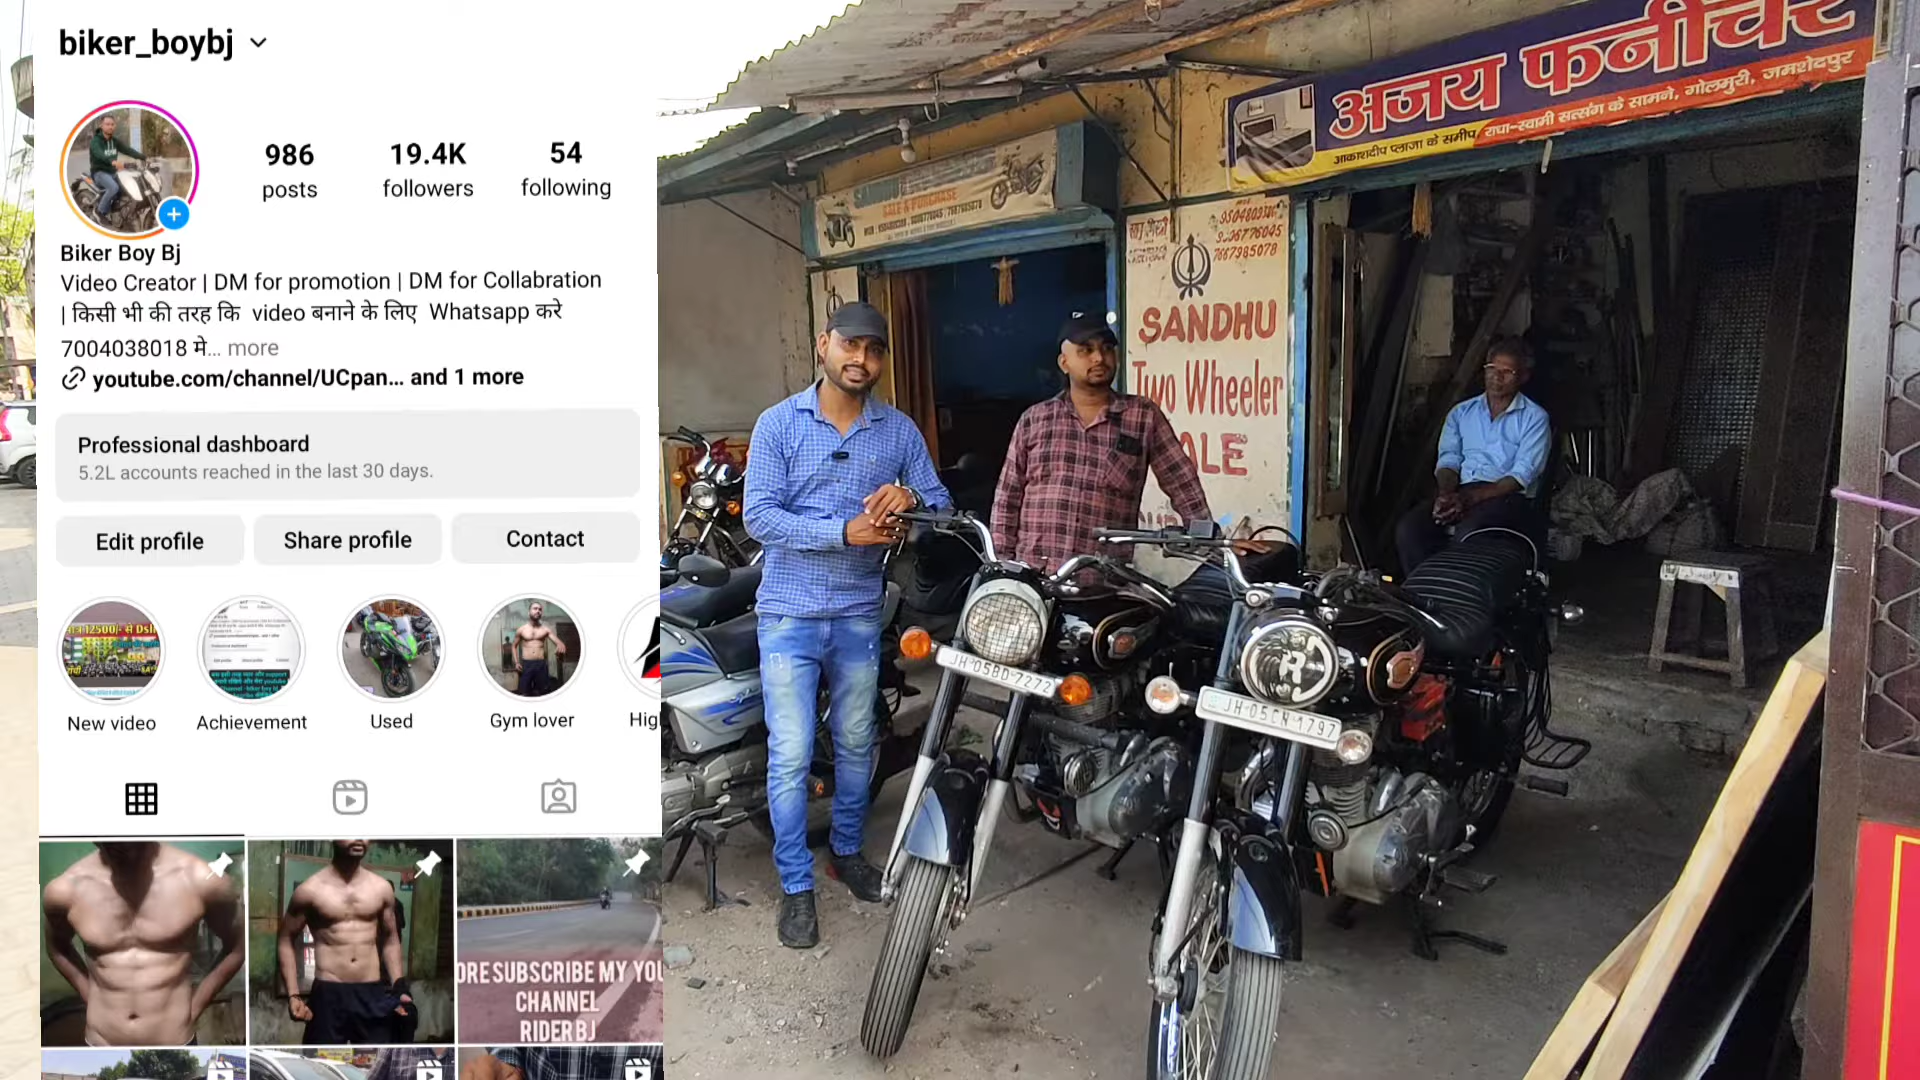 biker_boybj
986
posts
19.4K
followers
54
following
Biker Boy Bj
Video Creator | DM for promotion | DM for Collabration
| किसी भी की तरह कि video बनाने के लिए Whatsapp करे
7004038018 मे... more
youtube.com/channel/UCpan... and 1 more
Professional dashboard
5.2L accounts reached in the last 30 days.
Edit profile
Share profile
Contact
12500/- से
New video
Achievement
Used
Gym lover
High
ORE SUBSCRIBE MY YOU
CHANNEL
RIDER BJ
अजय फर्नीचर
आकाशदीप प्लाजा के समीप, राधा-स्वामी सत्संग के सामने, गोलमुरी, जमशेदपुर
SALE & PURCHASE
7667985078
SANDHU
Two Wheeler
SALE
JH 05BD 7272
JH 05CN 1797
R